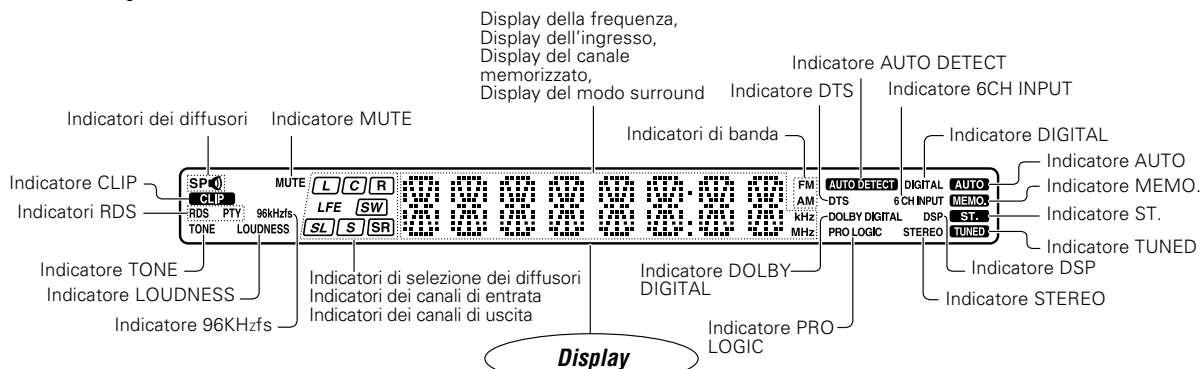 Display della frequenza,
Display dell'ingresso,
Display del canale
memorizzato,
Display del modo surround
Indicatore AUTO DETECT
Indicatore DTS
Indicatore 6CH INPUT
Indicatori dei diffusori
Indicatore MUTE
Indicatori di banda
Indicatore DIGITAL
Indicatore AUTO
Indicatore CLIP
Indicatore MEMO.
Indicatori RDS
Indicatore ST.
Indicatore TUNED
SP MUTE L C R FM AUTO DETECT DIGITAL AUTO
CLIP LFE SW AM DTS 6 CH INPUT MEMO.
RDS PTY 96kHzfs kHz DOLBY DIGITAL DSP ST.
TONE LOUDNESS SL S SR MHz PRO LOGIC STEREO TUNED
Indicatore TONE
Indicatore LOUDNESS
Indicatore 96KHzfs
Indicatori di selezione dei diffusori
Indicatori dei canali di entrata
Indicatori dei canali di uscita
Indicatore DOLBY
DIGITAL
Indicatore DSP
Indicatore STEREO
Indicatore PRO
LOGIC
Display